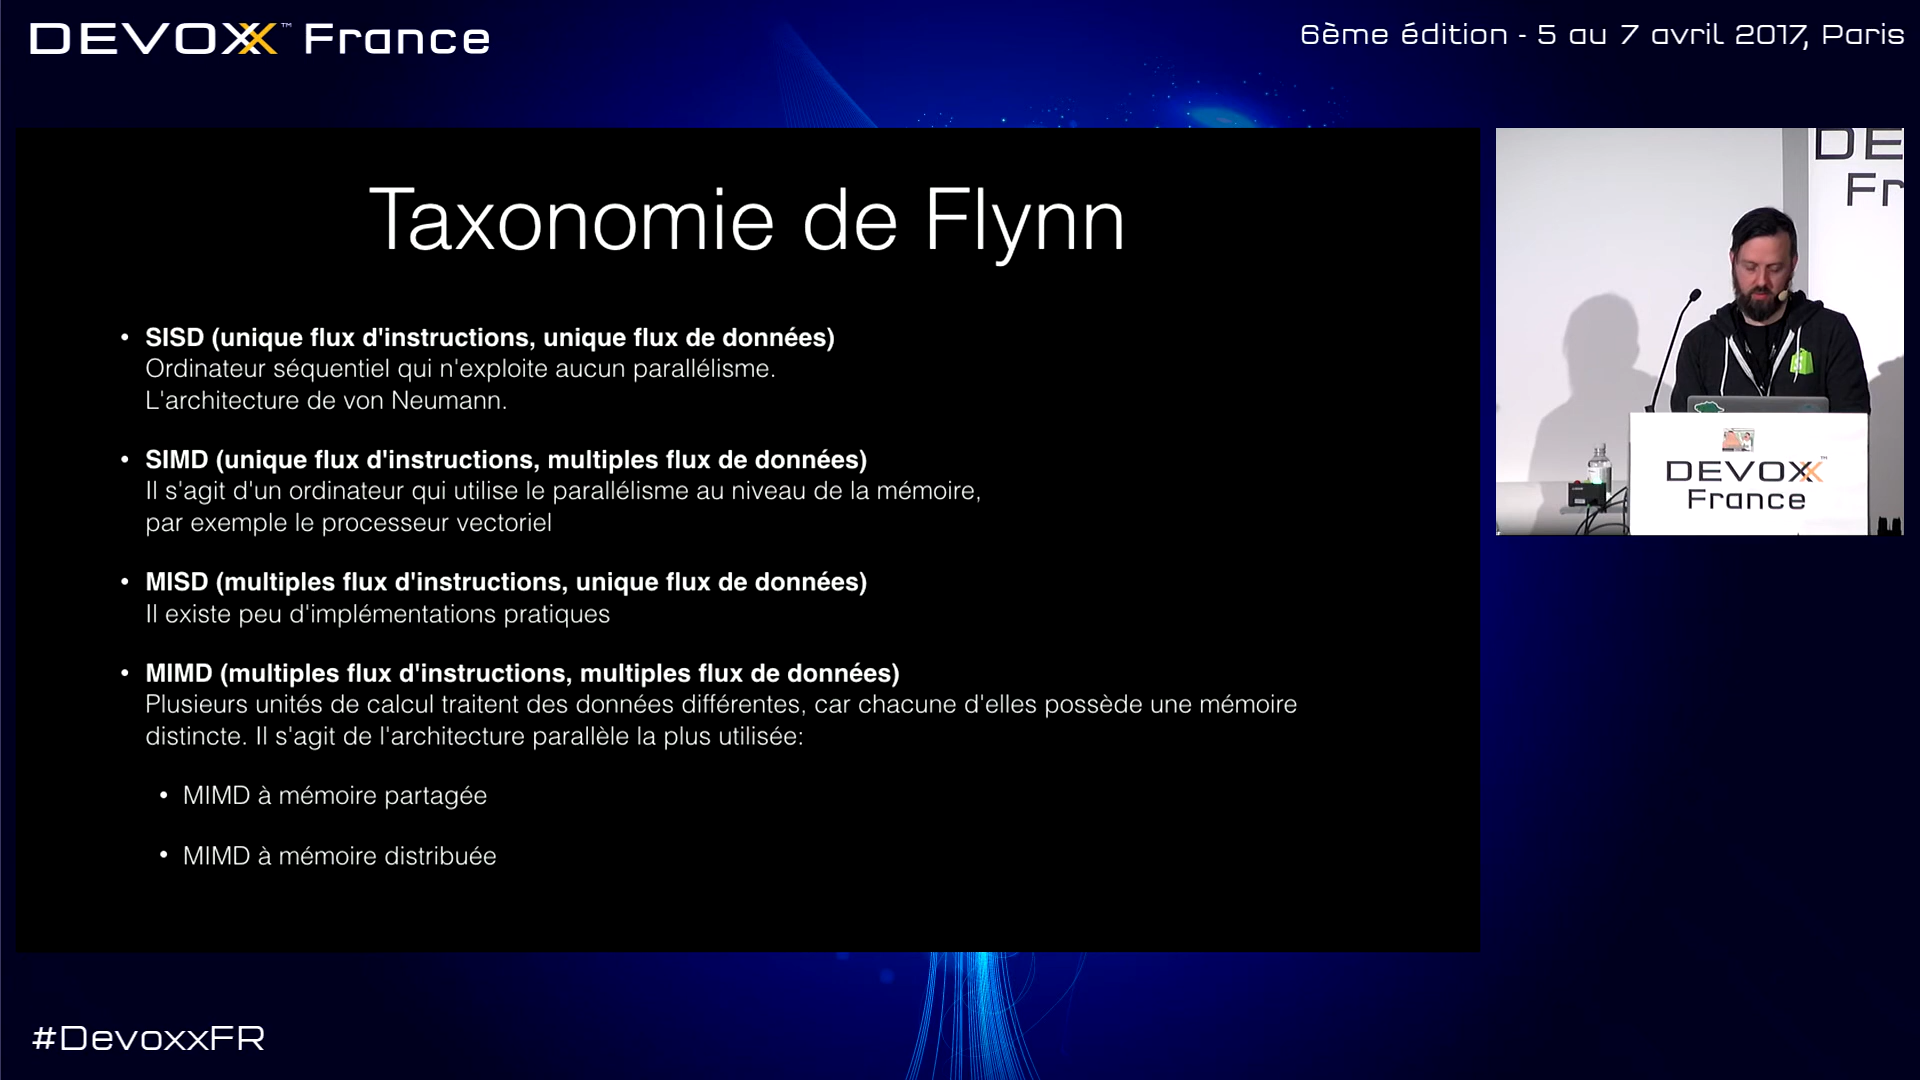 DEVOXX™ France
6ème édition - 5 au 7 avril 2017, Paris
Taxonomie de Flynn
• SISD (unique flux d'instructions, unique flux de données)
Ordinateur séquentiel qui n'exploite aucun parallélisme.
L'architecture de von Neumann.
• SIMD (unique flux d'instructions, multiples flux de données)
Il s'agit d'un ordinateur qui utilise le parallélisme au niveau de la mémoire,
par exemple le processeur vectoriel
• MISD (multiples flux d'instructions, unique flux de données)
Il existe peu d'implémentations pratiques
• MIMD (multiples flux d'instructions, multiples flux de données)
Plusieurs unités de calcul traitent des données différentes, car chacune d'elles possède une mémoire
distincte. Il s'agit de l'architecture parallèle la plus utilisée:
• MIMD à mémoire partagée
• MIMD à mémoire distribuée
DE
Fr
DEVOXX™
France
#DevoxxFR